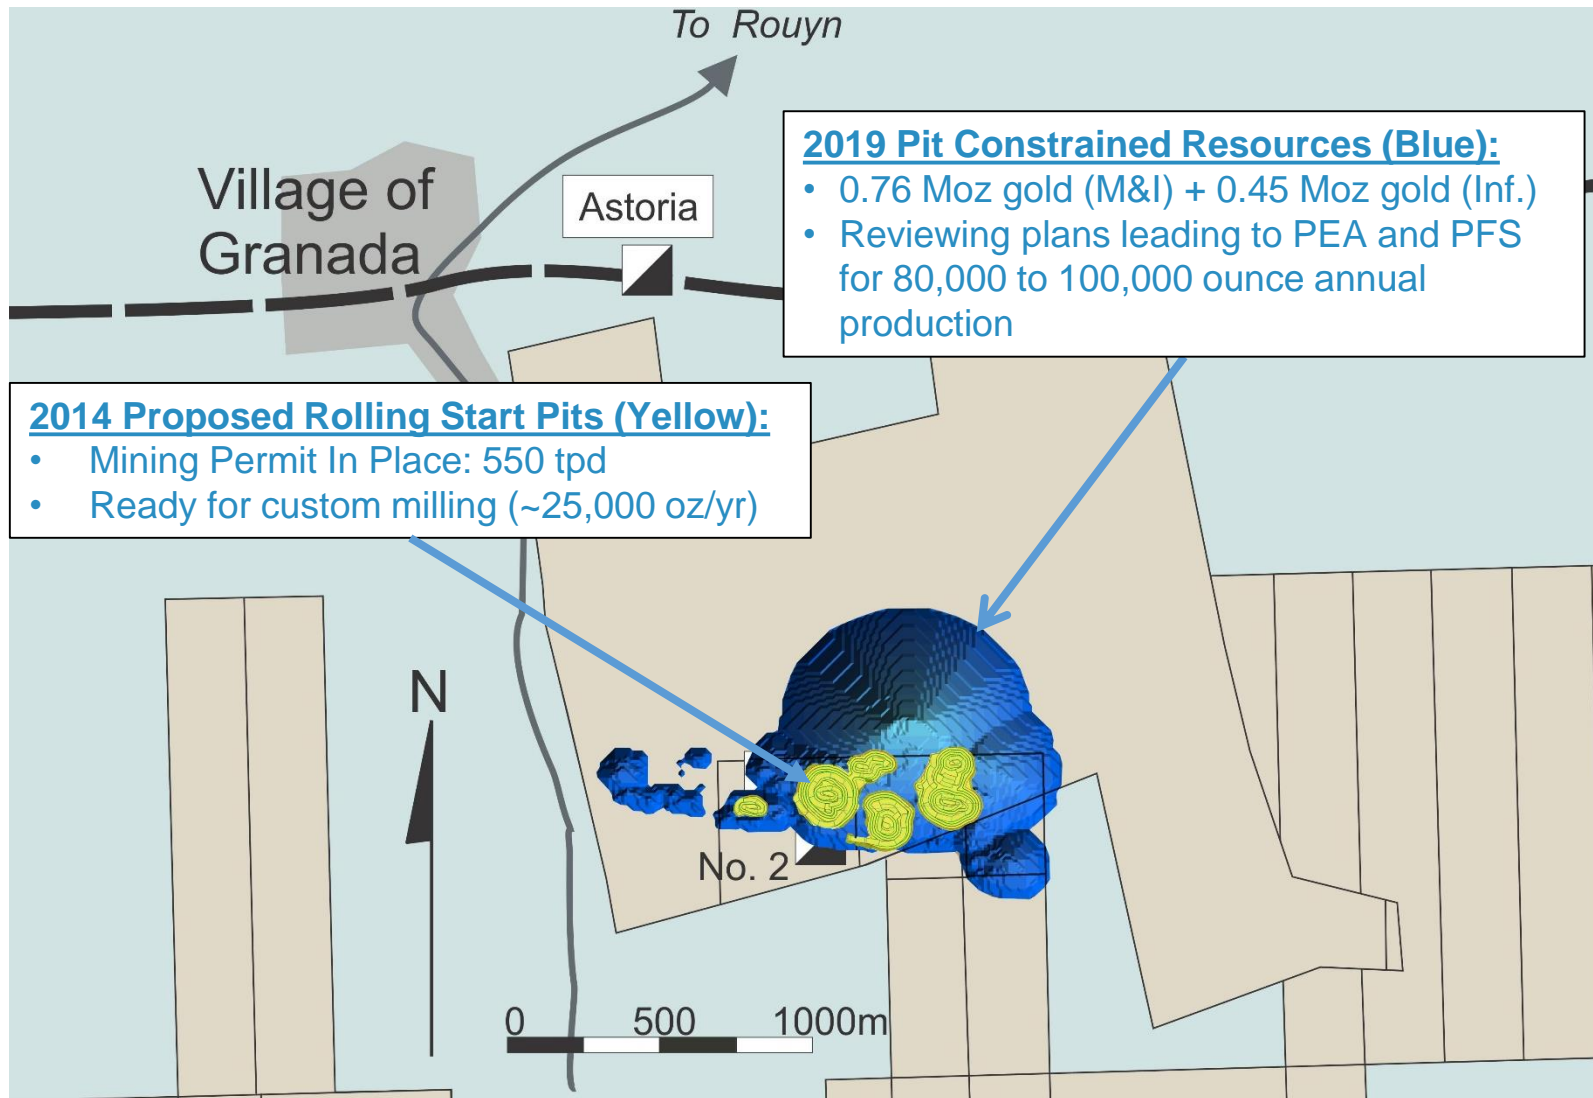 To Rouyn
Village of
Granada
Astoria
2019 Pit Constrained Resources (Blue):
• 0.76 Moz gold (M&I) + 0.45 Moz gold (Inf.)
• Reviewing plans leading to PEA and PFS
for 80,000 to 100,000 ounce annual
production
2014 Proposed Rolling Start Pits (Yellow):
• Mining Permit In Place: 550 tpd
• Ready for custom milling (~25,000 oz/yr)
N
No. 2
0 500 1000m